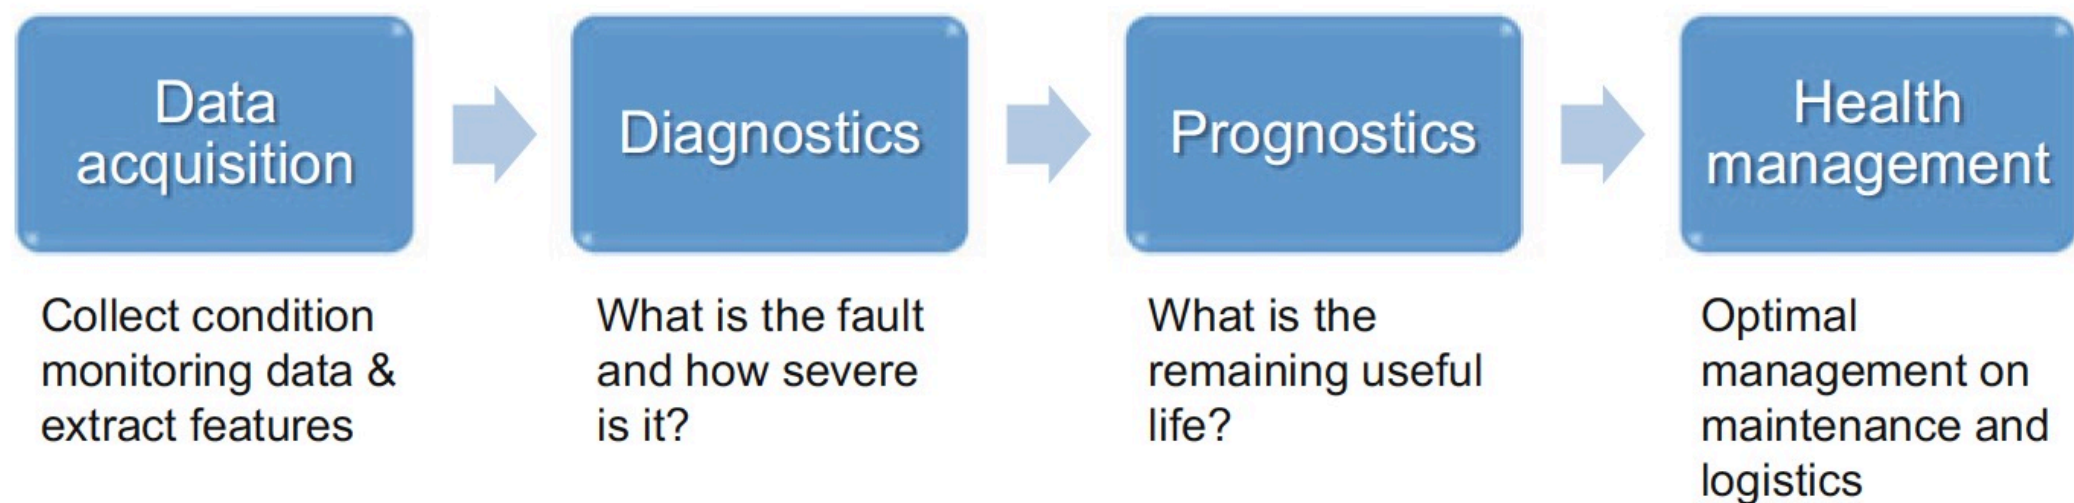 Data
acquisition
Diagnostics
Prognostics
Health
management
Collect condition
monitoring data &
extract features
What is the fault
and how severe
is it?
What is the
remaining useful
life?
Optimal
management on
maintenance and
logistics